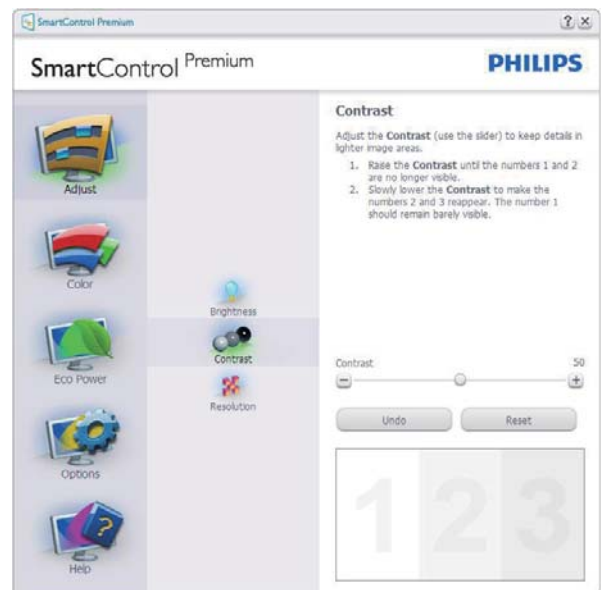 SmartControl Premium
? ×
SmartControl Premium
PHILIPS
Adjust
Color
Eco Power
Options
Help
Brightness
Contrast
Resolution
Contrast
Adjust the Contrast (use the slider) to keep details in
lighter image areas.
1. Raise the Contrast until the numbers 1 and 2
are no longer visible.
2. Slowly lower the Contrast to make the
numbers 2 and 3 reappear. The number 1
should remain barely visible.
Contrast 50
Undo Reset
1 2 3